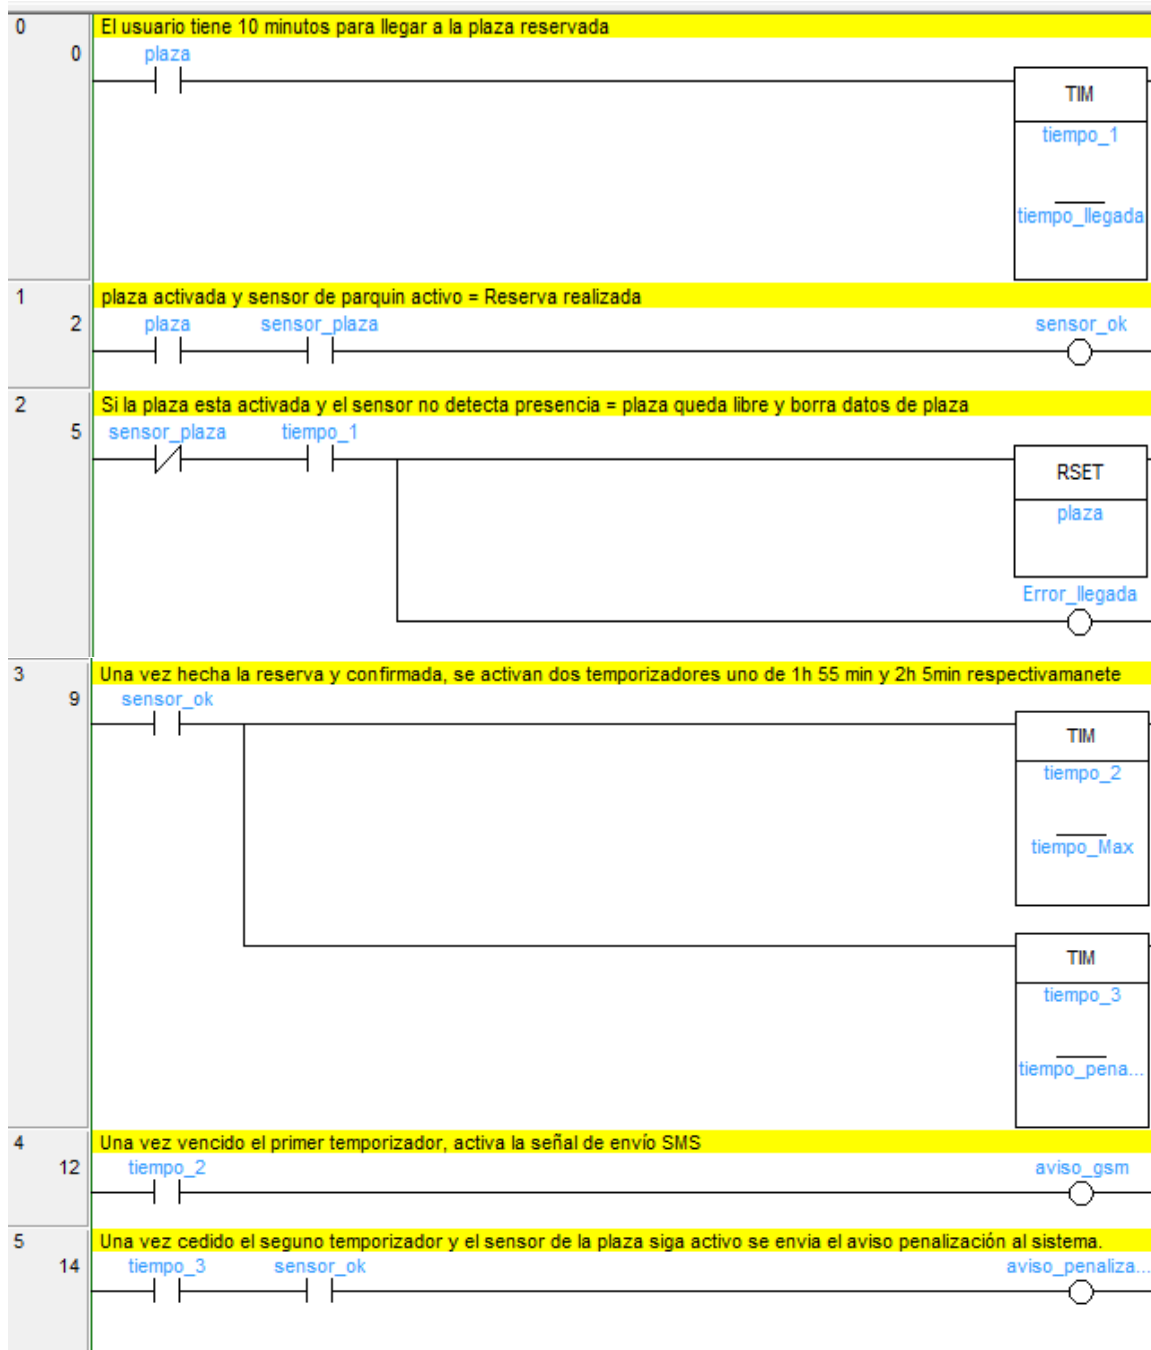 0
El usuario tiene 10 minutos para llegar a la plaza reservada
0
plaza
TIM
tiempo_1
tiempo_llegada
1
plaza activada y sensor de parquin activo = Reserva realizada
2
plaza sensor_plaza sensor_ok
2
Si la plaza esta activada y el sensor no detecta presencia = plaza queda libre y borra datos de plaza
5
sensor_plaza tiempo_1
RSET
plaza
Error_llegada
3
Una vez hecha la reserva y confirmada, se activan dos temporizadores uno de 1h 55 min y 2h 5min respectivamanete
9
sensor_ok
TIM
tiempo_2
tiempo_Max
TIM
tiempo_3
tiempo_pena...
4
Una vez vencido el primer temporizador, activa la señal de envío SMS
12
tiempo_2 aviso_gsm
5
Una vez cedido el seguno temporizador y el sensor de la plaza siga activo se envia el aviso penalización al sistema.
14
tiempo_3 sensor_ok aviso_penaliza...